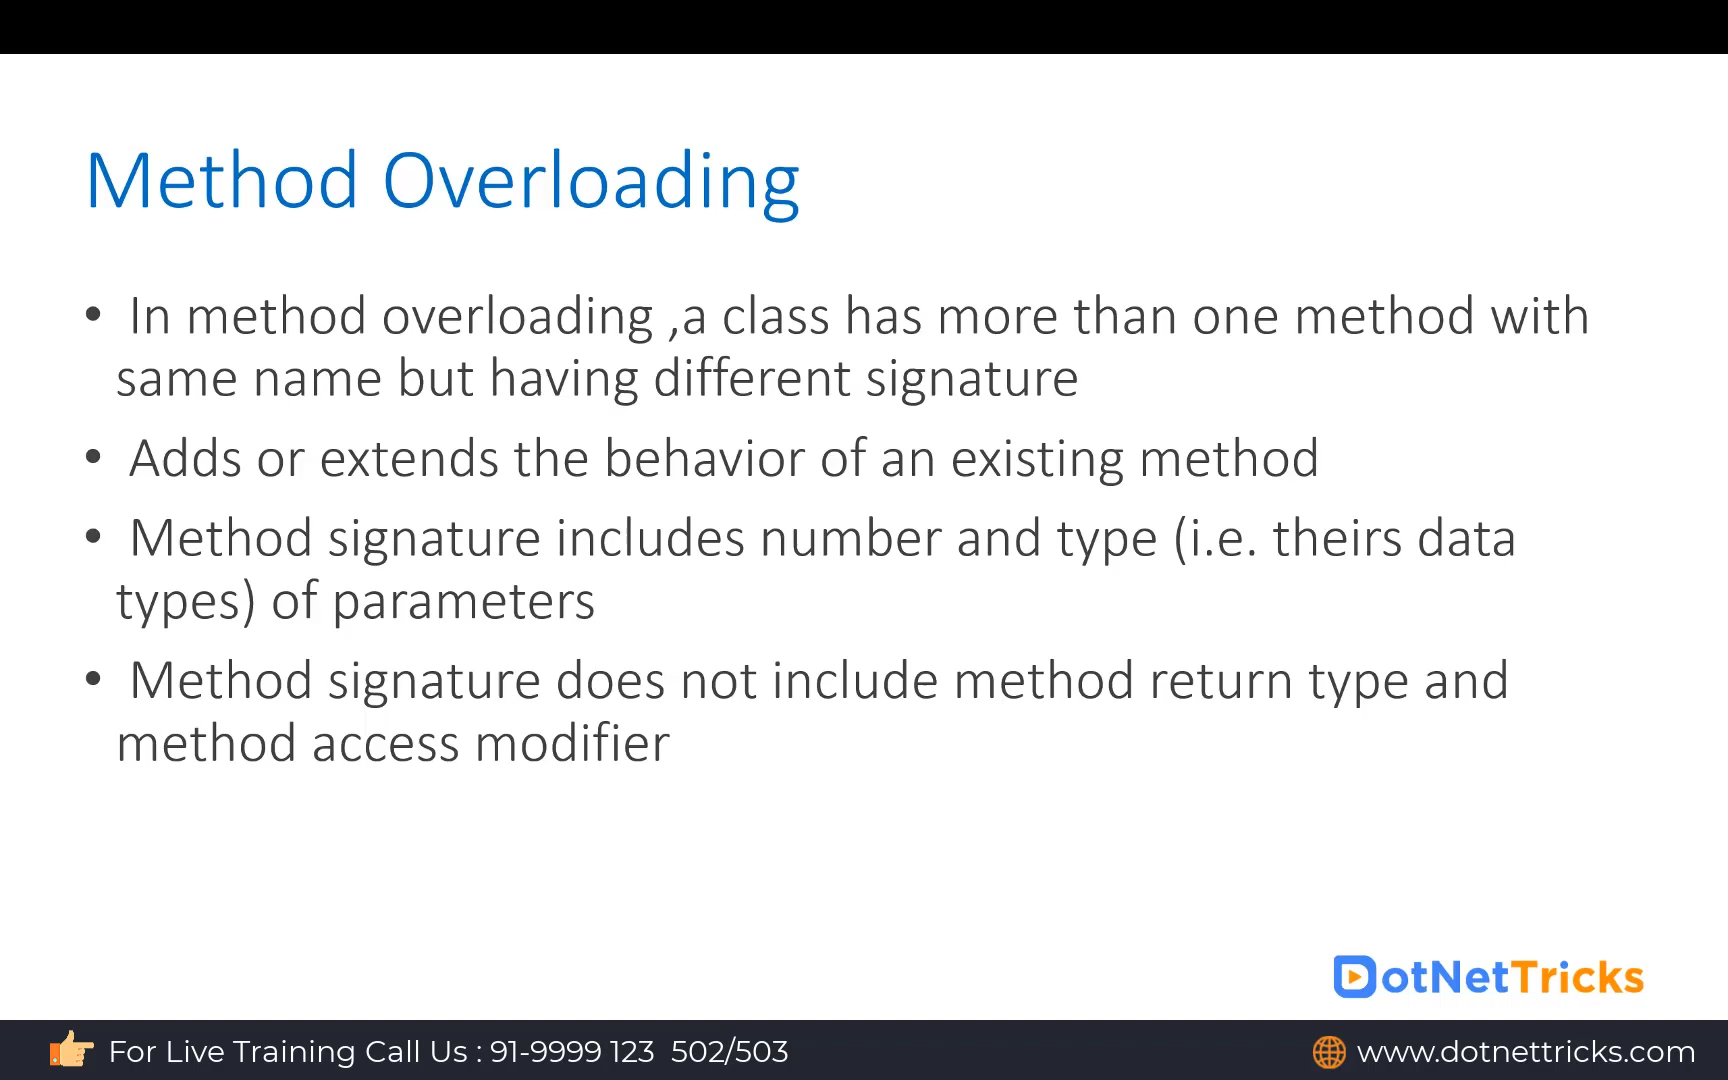 Method Overloading
• In method overloading ,a class has more than one method with
same name but having different signature
• Adds or extends the behavior of an existing method
• Method signature includes number and type (i.e. theirs data
types) of parameters
• Method signature does not include method return type and
method access modifier
DotNetTricks
For Live Training Call Us : 91-9999 123 502/503
www.dotnettricks.com